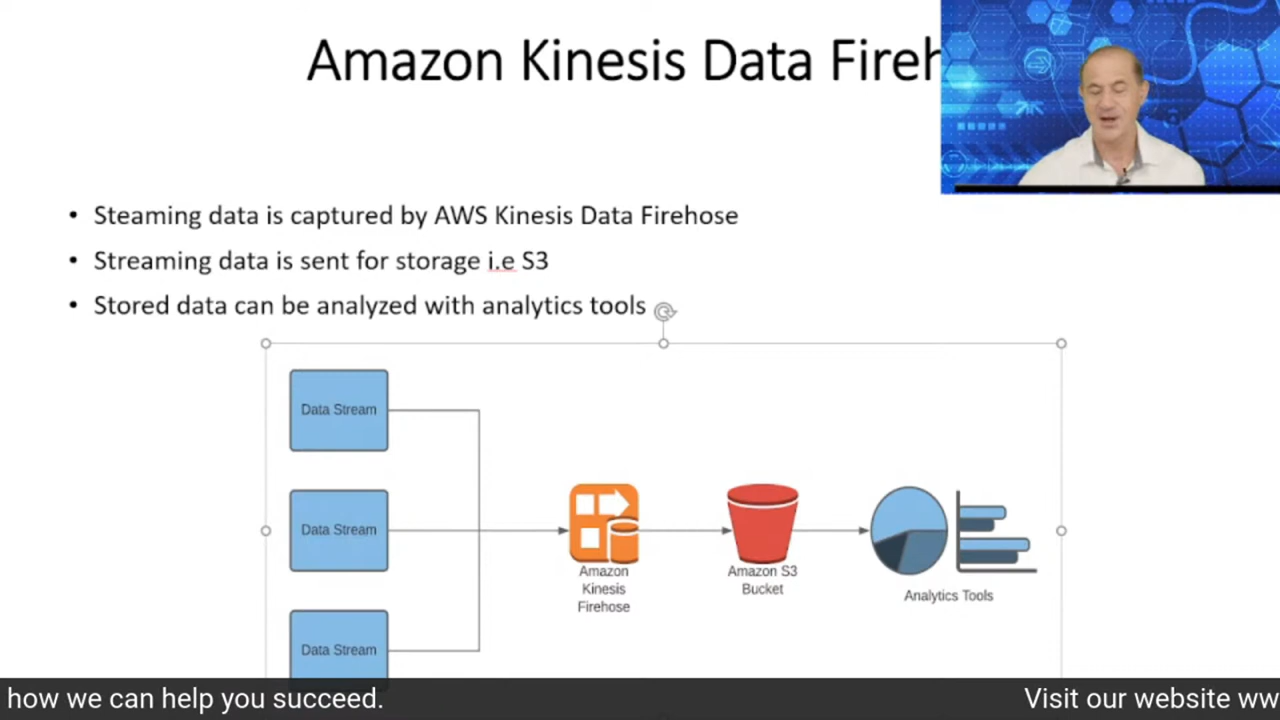 Amazon Kinesis Data Fireh
• Steaming data is captured by AWS Kinesis Data Firehose
• Streaming data is sent for storage i.e S3
• Stored data can be analyzed with analytics tools
Data Stream
Data Stream
Data Stream
Amazon
Kinesis
Firehose
Amazon S3
Bucket
Analytics Tools
how we can help you succeed.
Visit our website ww